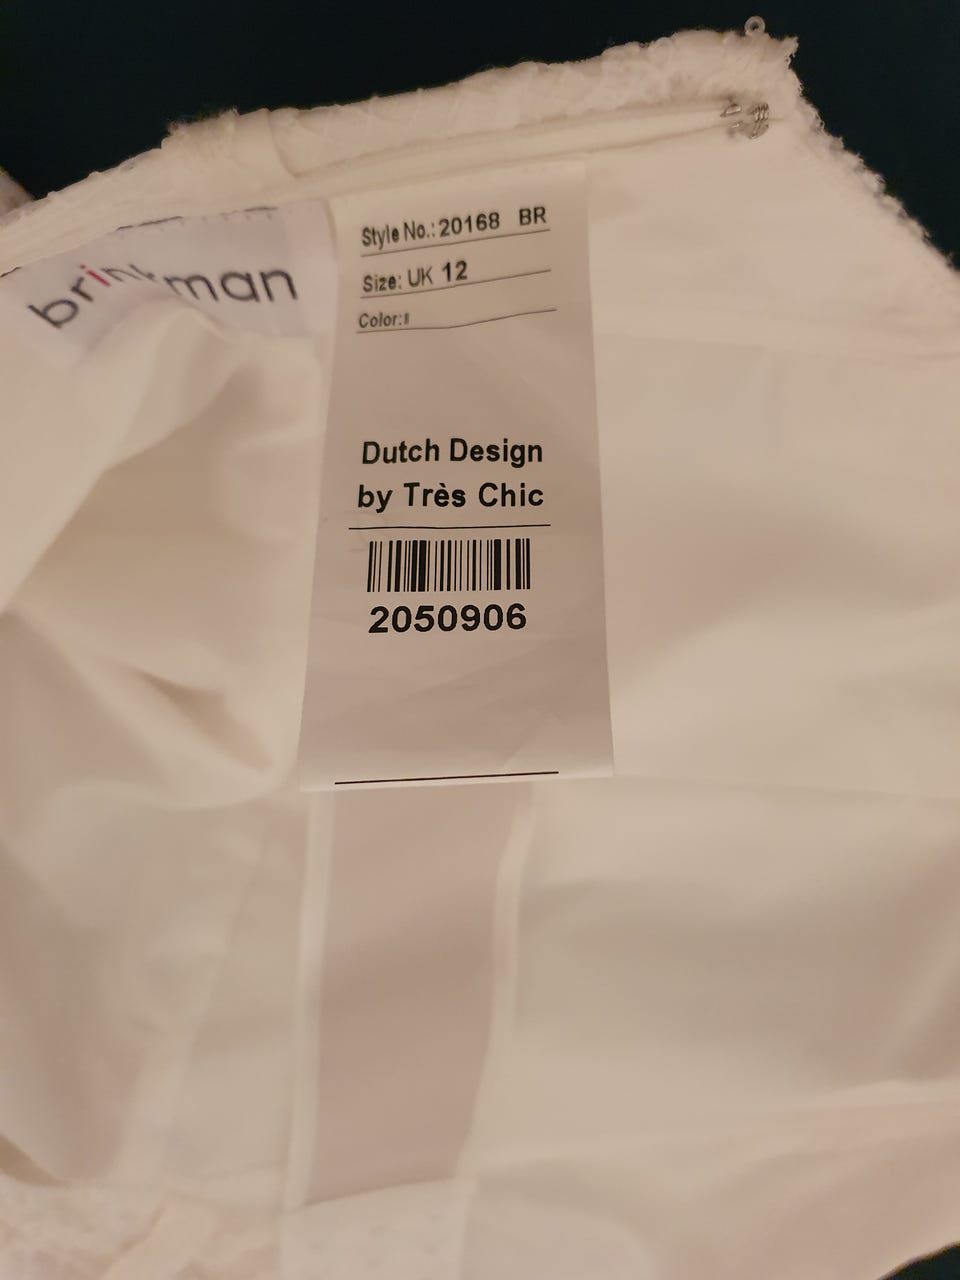 brinkman
Style No.: 20168 BR
Size: UK 12
Color: I
Dutch Design
by Très Chic
2050906